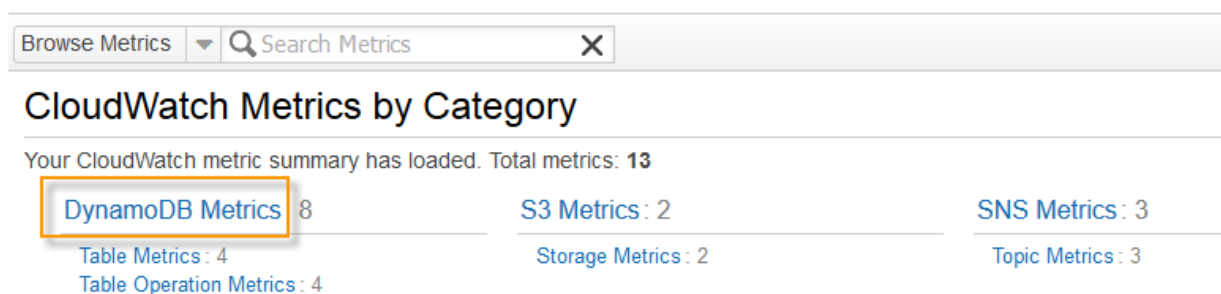 Browse Metrics Search Metrics
CloudWatch Metrics by Category
Your CloudWatch metric summary has loaded. Total metrics: 13
DynamoDB Metrics 8 S3 Metrics : 2 SNS Metrics : 3
Table Metrics : 4 Storage Metrics : 2 Topic Metrics : 3
Table Operation Metrics : 4